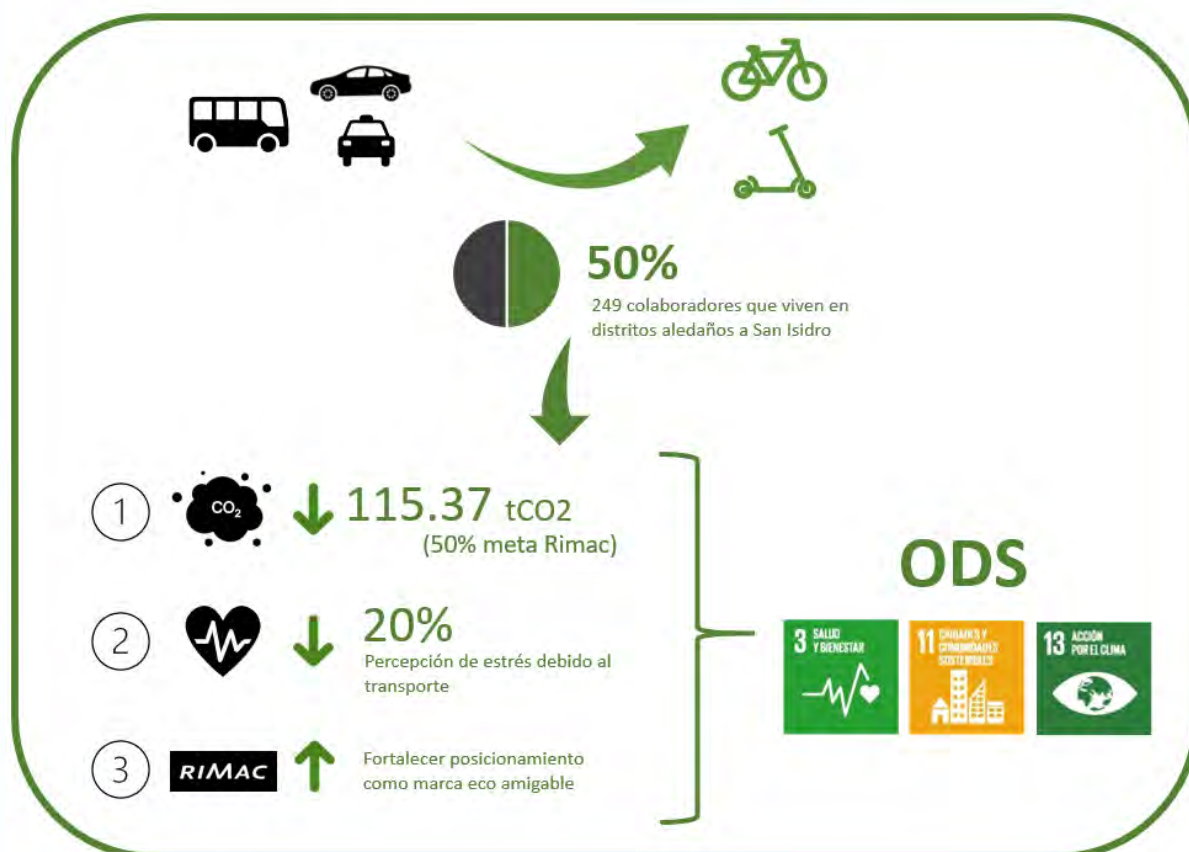 50%
249 colaboradores que viven en
distritos aledaños a San Isidro
1
CO2
115.37 tCO2
(50% meta Rimac)
2
20%
Percepción de estrés debido al
transporte
3
RIMAC
Fortalecer posicionamiento
como marca eco amigable
ODS
3 SALUD
Y BIENESTAR
11 CIUDADES Y
COMUNIDADES
SOSTENIBLES
13 ACCIÓN
POR EL CLIMA